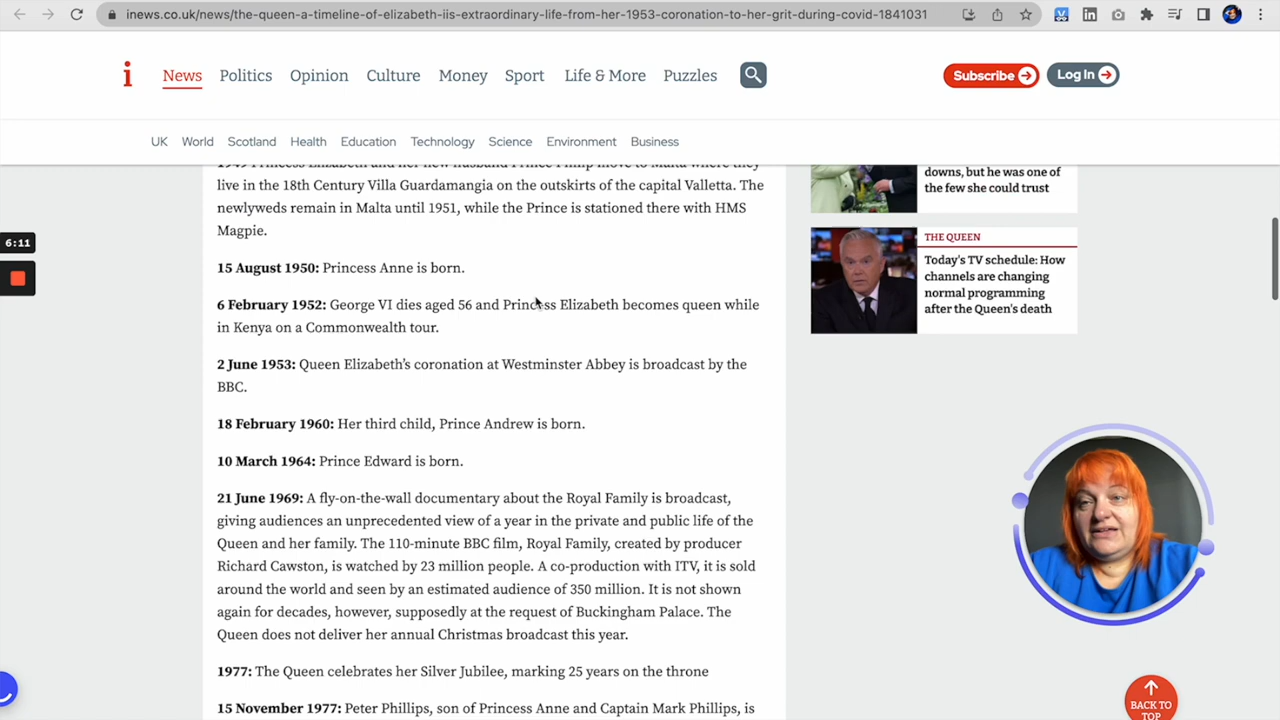 inews.co.uk/news/the-queen-a-timeline-of-elizabeth-iis-extraordinary-life-from-her-1953-coronation-to-her-grit-during-covid-1841031
i
News
Politics
Opinion
Culture
Money
Sport
Life & More
Puzzles
Subscribe
Log In
UK
World
Scotland
Health
Education
Technology
Science
Environment
Business
1949 Princess Elizabeth and her new husband Prince Philip move to Malta where they
live in the 18th Century Villa Guardamangia on the outskirts of the capital Valletta. The
newlyweds remain in Malta until 1951, while the Prince is stationed there with HMS
Magpie.
15 August 1950: Princess Anne is born.
6 February 1952: George VI dies aged 56 and Princess Elizabeth becomes queen while
in Kenya on a Commonwealth tour.
2 June 1953: Queen Elizabeth’s coronation at Westminster Abbey is broadcast by the
BBC.
18 February 1960: Her third child, Prince Andrew is born.
10 March 1964: Prince Edward is born.
21 June 1969: A fly-on-the-wall documentary about the Royal Family is broadcast,
giving audiences an unprecedented view of a year in the private and public life of the
Queen and her family. The 110-minute BBC film, Royal Family, created by producer
Richard Cawston, is watched by 23 million people. A co-production with ITV, it is sold
around the world and seen by an estimated audience of 350 million. It is not shown
again for decades, however, supposedly at the request of Buckingham Palace. The
Queen does not deliver her annual Christmas broadcast this year.
1977: The Queen celebrates her Silver Jubilee, marking 25 years on the throne
15 November 1977: Peter Phillips, son of Princess Anne and Captain Mark Phillips, is
downs, but he was one of
the few she could trust
THE QUEEN
Today’s TV schedule: How
channels are changing
normal programming
after the Queen’s death
6:11
BACK TO
TOP